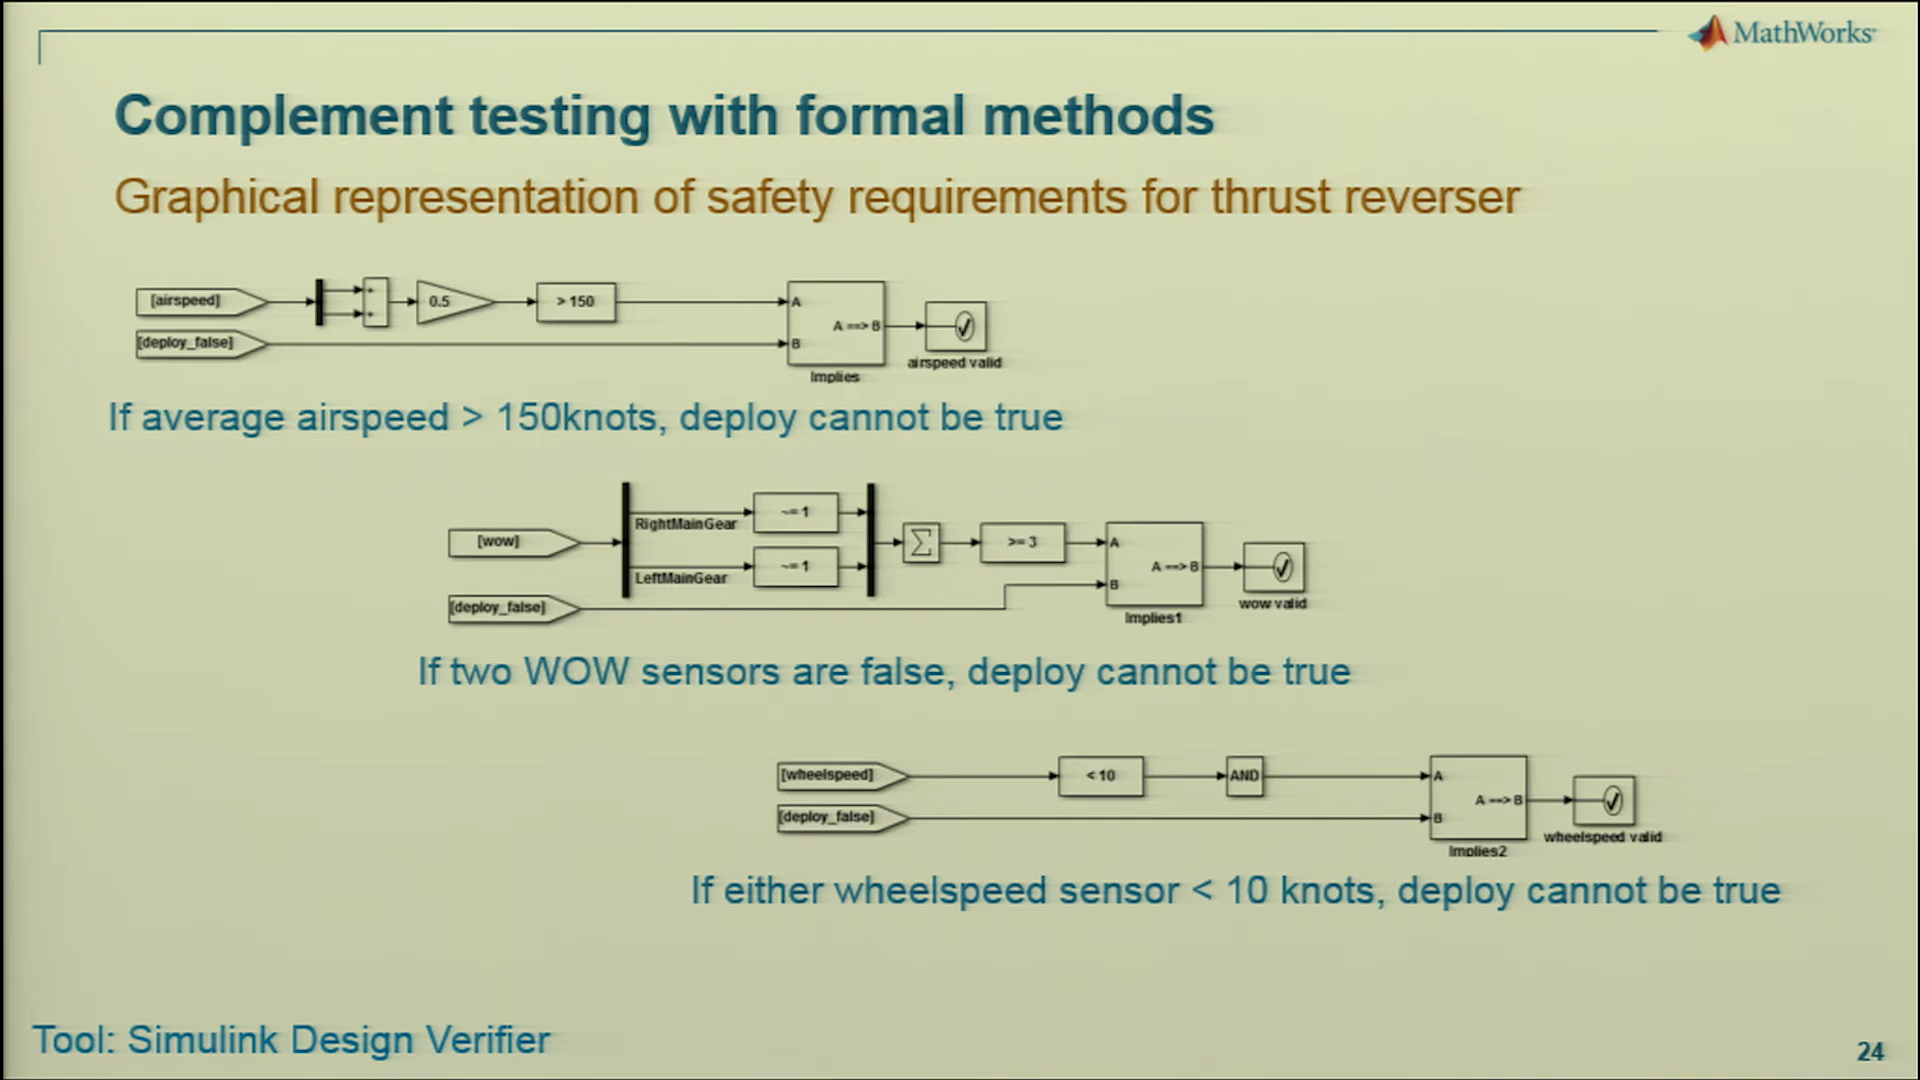 MathWorks
Complement testing with formal methods
Graphical representation of safety requirements for thrust reverser
[airspeed]
+
+
0.5
> 150
A
A ==> B
B
Implies
airspeed valid
[deploy_false]
If average airspeed > 150knots, deploy cannot be true
[wow]
RightMainGear
~= 1
LeftMainGear
~= 1
Σ
>= 3
A
A ==> B
B
Implies1
wow valid
[deploy_false]
If two WOW sensors are false, deploy cannot be true
[wheelspeed]
< 10
AND
A
A ==> B
B
Implies2
wheelspeed valid
[deploy_false]
If either wheelspeed sensor < 10 knots, deploy cannot be true
Tool: Simulink Design Verifier
24